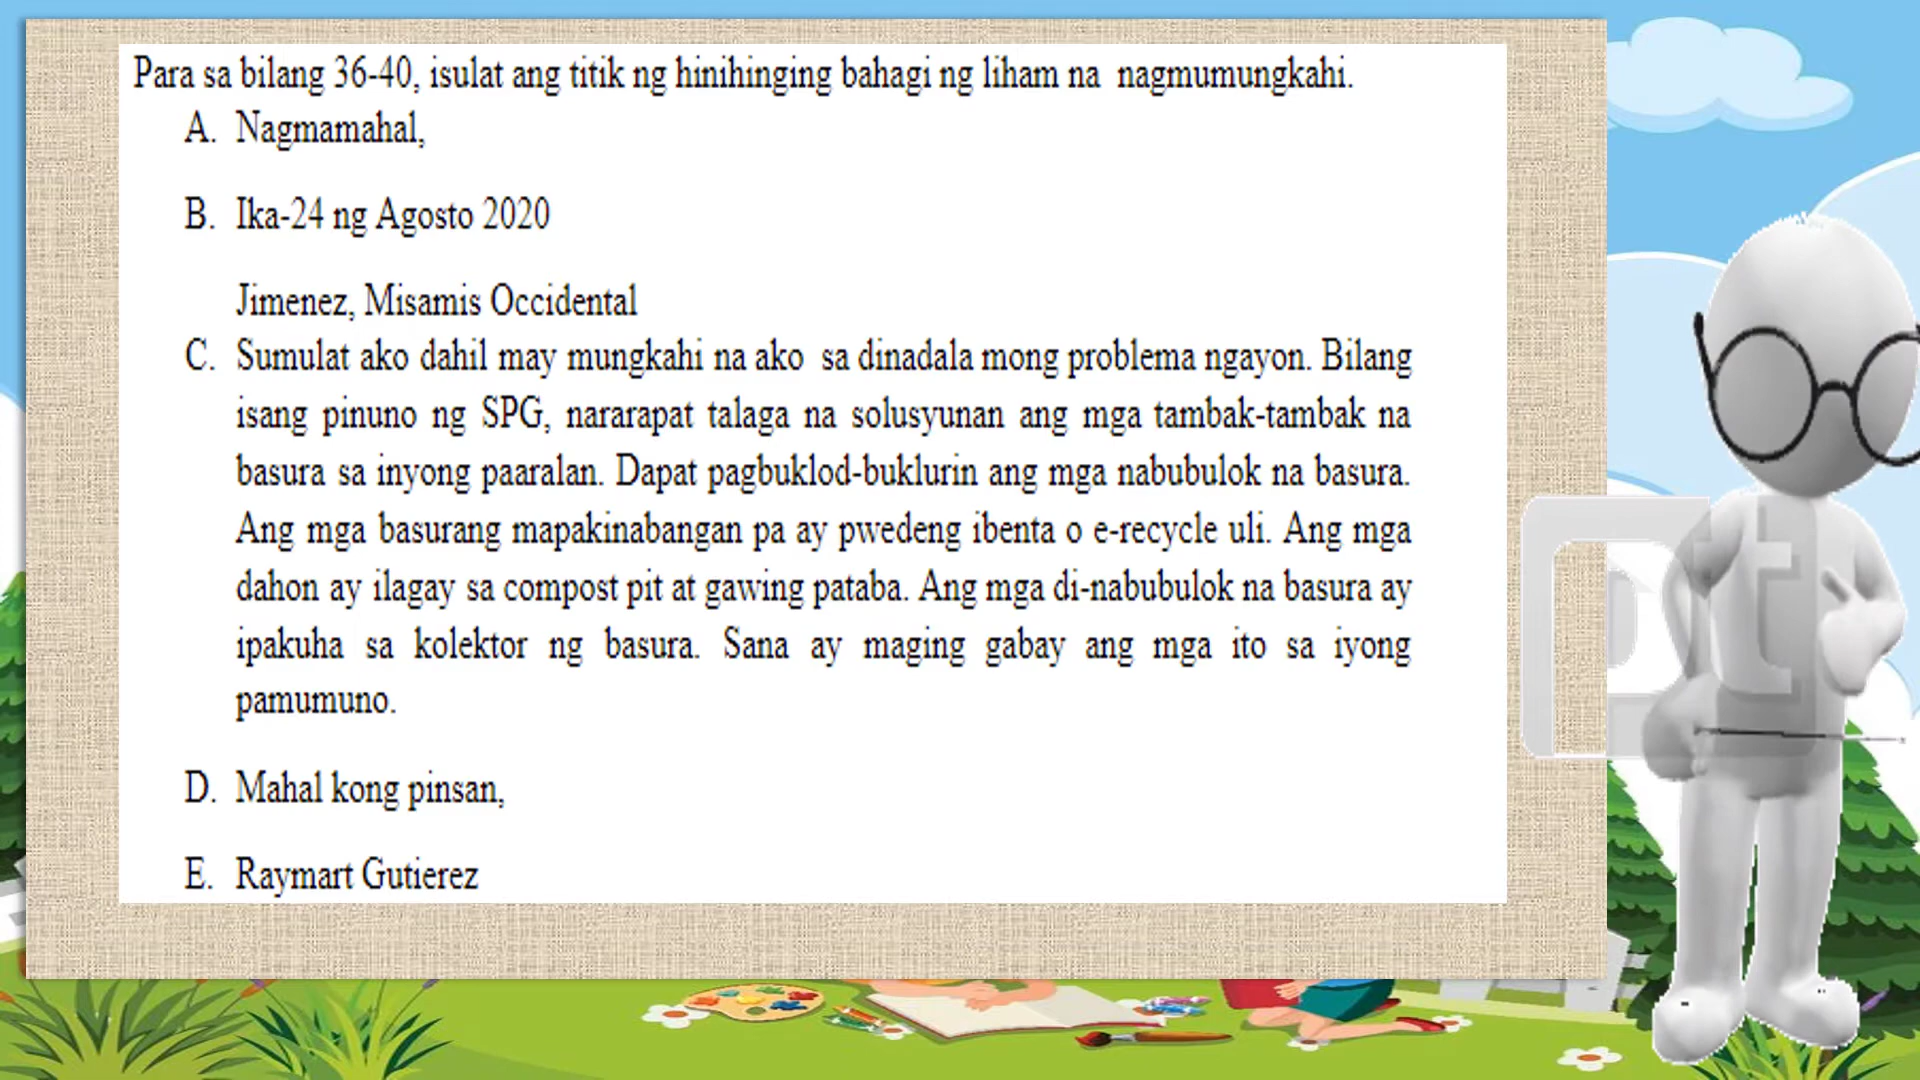 Para sa bilang 36-40, isulat ang titik ng hinihinging bahagi ng liham na nagmumungkahi.
A. Nagmamahal,
B. Ika-24 ng Agosto 2020
Jimenez, Misamis Occidental
C. Sumulat ako dahil may mungkahi na ako sa dinadala mong problema ngayon. Bilang
isang pinuno ng SPG, nararapat talaga na solusyunan ang mga tambak-tambak na
basura sa inyong paaralan. Dapat pagbuklod-buklurin ang mga nabubulok na basura.
Ang mga basurang mapakinabangan pa ay pwedeng ibenta o e-recycle uli. Ang mga
dahon ay ilagay sa compost pit at gawing pataba. Ang mga di-nabubulok na basura ay
ipakuha sa kolektor ng basura. Sana ay maging gabay ang mga ito sa iyong
pamumuno.
D. Mahal kong pinsan,
E. Raymart Gutierez